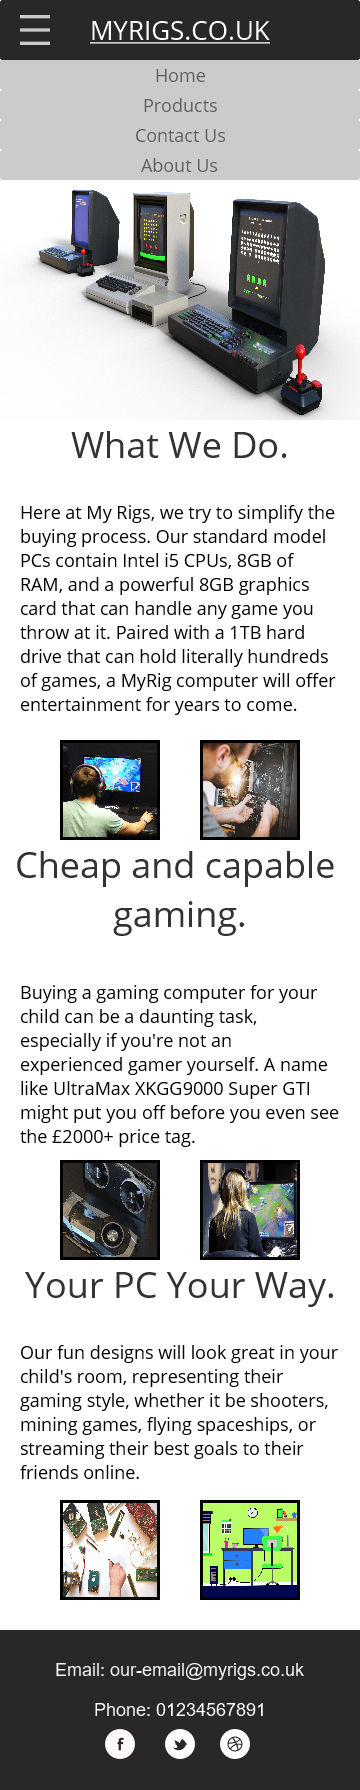 MYRIGS.CO.UK
Home
Products
Contact Us
About Us
What We Do.
Here at My Rigs, we try to simplify the
buying process. Our standard model
PCs contain Intel i5 CPUs, 8GB of
RAM, and a powerful 8GB graphics
card that can handle any game you
throw at it. Paired with a 1TB hard
drive that can hold literally hundreds
of games, a MyRig computer will offer
entertainment for years to come.
Cheap and capable
gaming.
Buying a gaming computer for your
child can be a daunting task,
especially if you're not an
experienced gamer yourself. A name
like UltraMax XKGG9000 Super GTI
might put you off before you even see
the £2000+ price tag.
Your PC Your Way.
Our fun designs will look great in your
child's room, representing their
gaming style, whether it be shooters,
mining games, flying spaceships, or
streaming their best goals to their
friends online.
Email: our-email@myrigs.co.uk
Phone: 01234567891